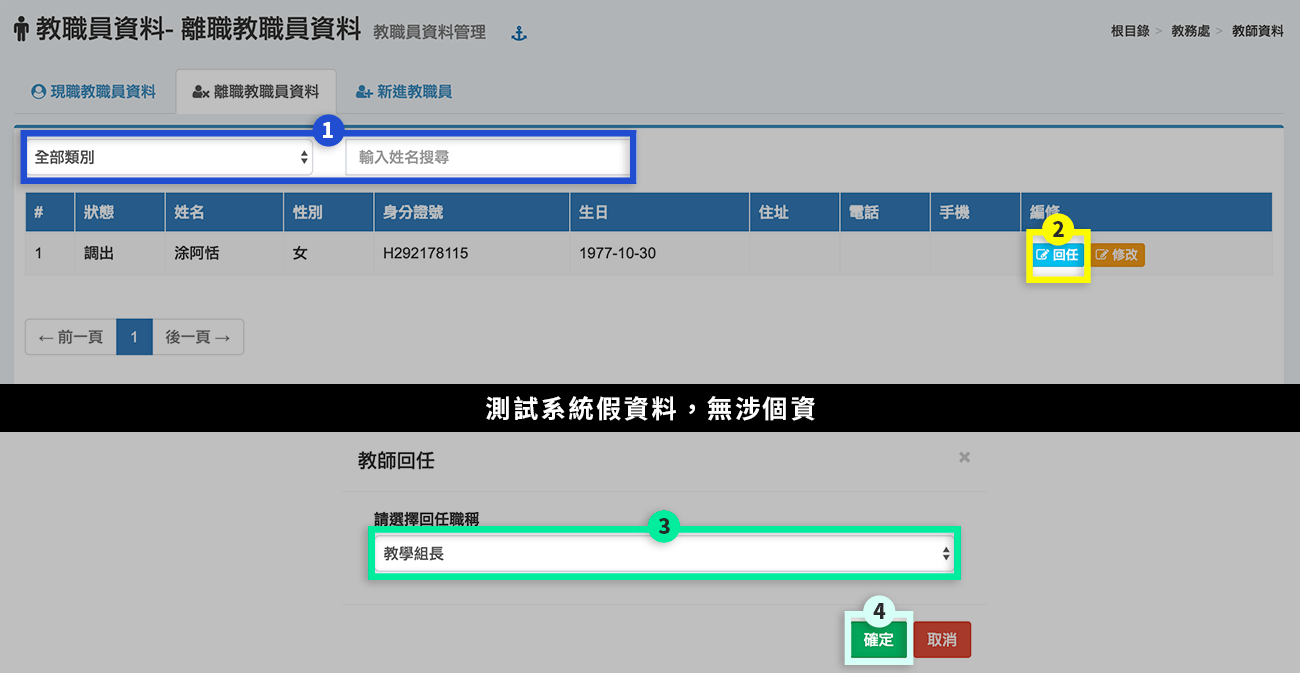 教職員資料- 離職教職員資料 教職員資料管理
根目錄 > 教務處 > 教師資料
現職教職員資料 離職教職員資料 新進教職員
1
全部類別 輸入姓名搜尋
# 狀態 姓名 性別 身分證號 生日 住址 電話 手機 編修
2
1 調出 涂阿恬 女 H292178115 1977-10-30 回任 修改
← 前一頁 1 後一頁 →
測試系統假資料，無涉個資
教師回任 ×
請選擇回任職稱
3
教學組長
4
確定 取消